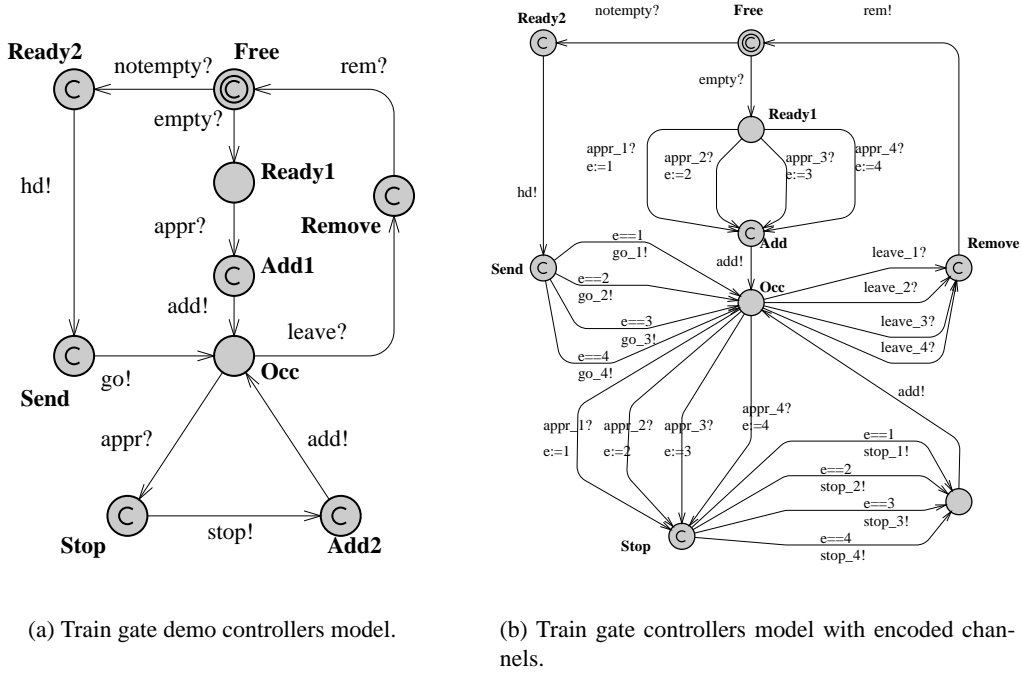 Ready2
Free
notempty?
rem?
C
C
empty?
Ready1
hd!
C
Remove
appr?
C
Add1
add!
leave?
C
go!
Occ
Send
appr?
add!
C
C
stop!
Stop
Add2
(a) Train gate demo controllers model.
notempty?
Free
rem!
Ready2
C
C
empty?
Ready1
appr_1?
e:=1
appr_2?
e:=2
appr_3?
e:=3
appr_4?
e:=4
hd!
C
Add
add!
Remove
Send
C
e==1
go_1!
e==2
go_2!
e==3
go_3!
e==4
go_4!
Occ
leave_1?
leave_2?
leave_3?
leave_4?
C
add!
appr_1?
e:=1
appr_2?
e:=2
appr_3?
e:=3
appr_4?
e:=4
e==1
stop_1!
e==2
stop_2!
e==3
stop_3!
e==4
stop_4!
Stop
C
(b) Train gate controllers model with encoded chan-
nels.